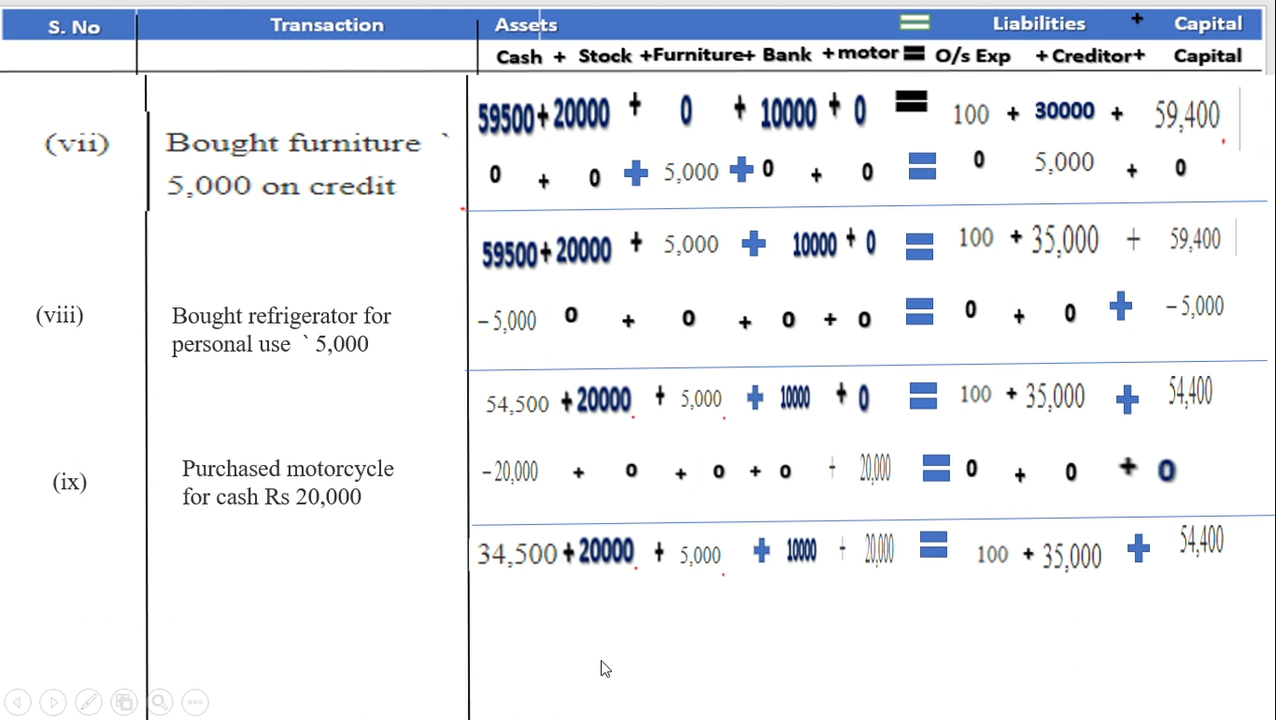 S. No Transaction Assets = Liabilities + Capital
Cash + Stock +Furniture+ Bank +motor = O/s Exp +Creditor+ Capital
59500+20000 + 0 + 10000 + 0 = 100 + 30000 + 59,400
(vii) Bought furniture `
5,000 on credit
0 + 0 + 5,000 + 0 + 0 = 0 5,000 + 0
59500+20000 + 5,000 + 10000 + 0 = 100 + 35,000 + 59,400
(viii) Bought refrigerator for
personal use ` 5,000
–5,000 0 + 0 + 0 + 0 = 0 + 0 + –5,000
54,500 +20000 + 5,000 + 10000 + 0 = 100 + 35,000 + 54,400
(ix) Purchased motorcycle
for cash Rs 20,000
–20,000 + 0 + 0 + 0 + 20,000 = 0 + 0 + 0
34,500 +20000 + 5,000 + 10000 + 20,000 = 100 + 35,000 + 54,400